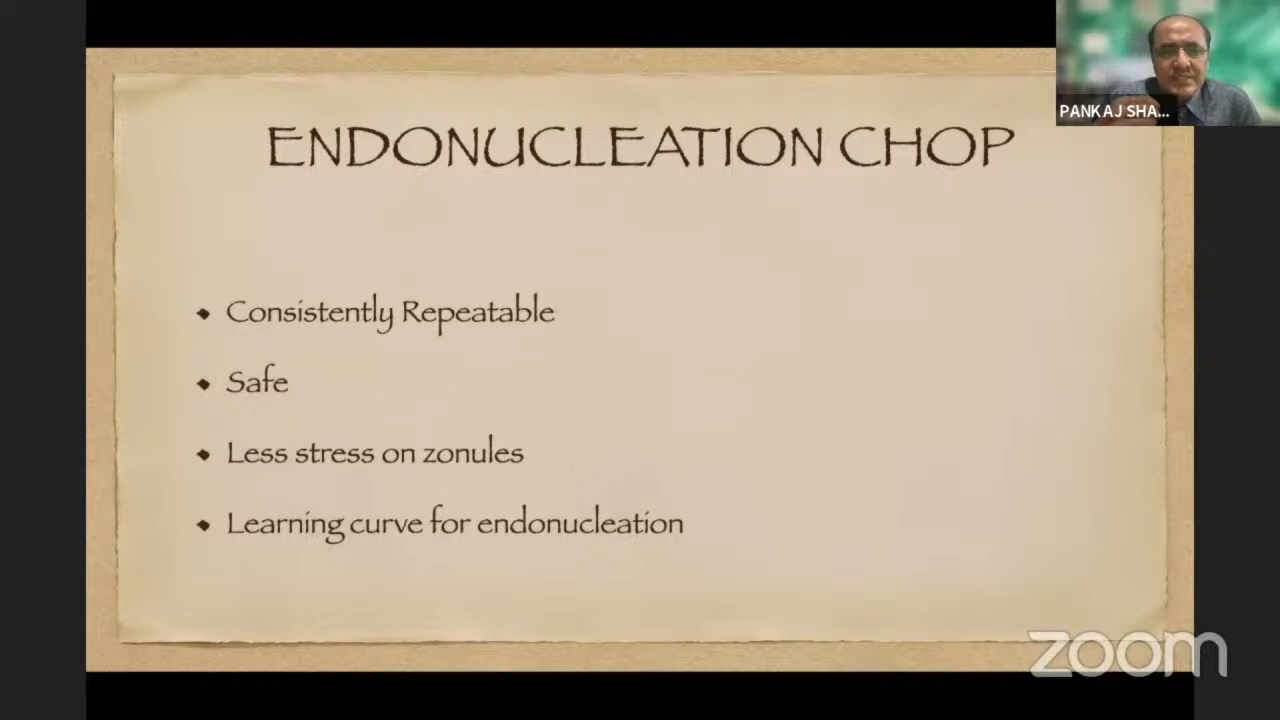 PANKAJ SHA...
ENDONUCLEATION CHOP
Consistently Repeatable
Safe
Less stress on zonules
Learning curve for endonucleation
zoom